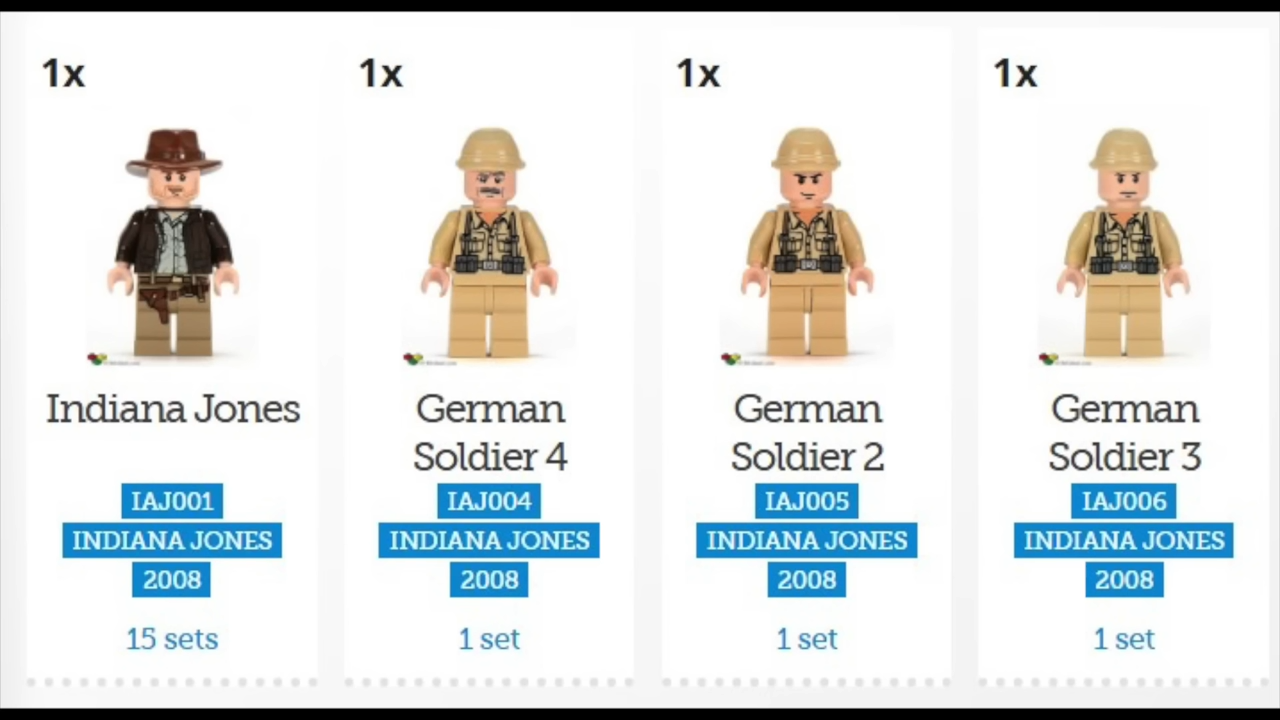 1x
1x
1x
1x
Indiana Jones
German
Soldier 4
German
Soldier 2
German
Soldier 3
IAJ001
IAJ004
IAJ005
IAJ006
INDIANA JONES
INDIANA JONES
INDIANA JONES
INDIANA JONES
2008
2008
2008
2008
15 sets
1 set
1 set
1 set